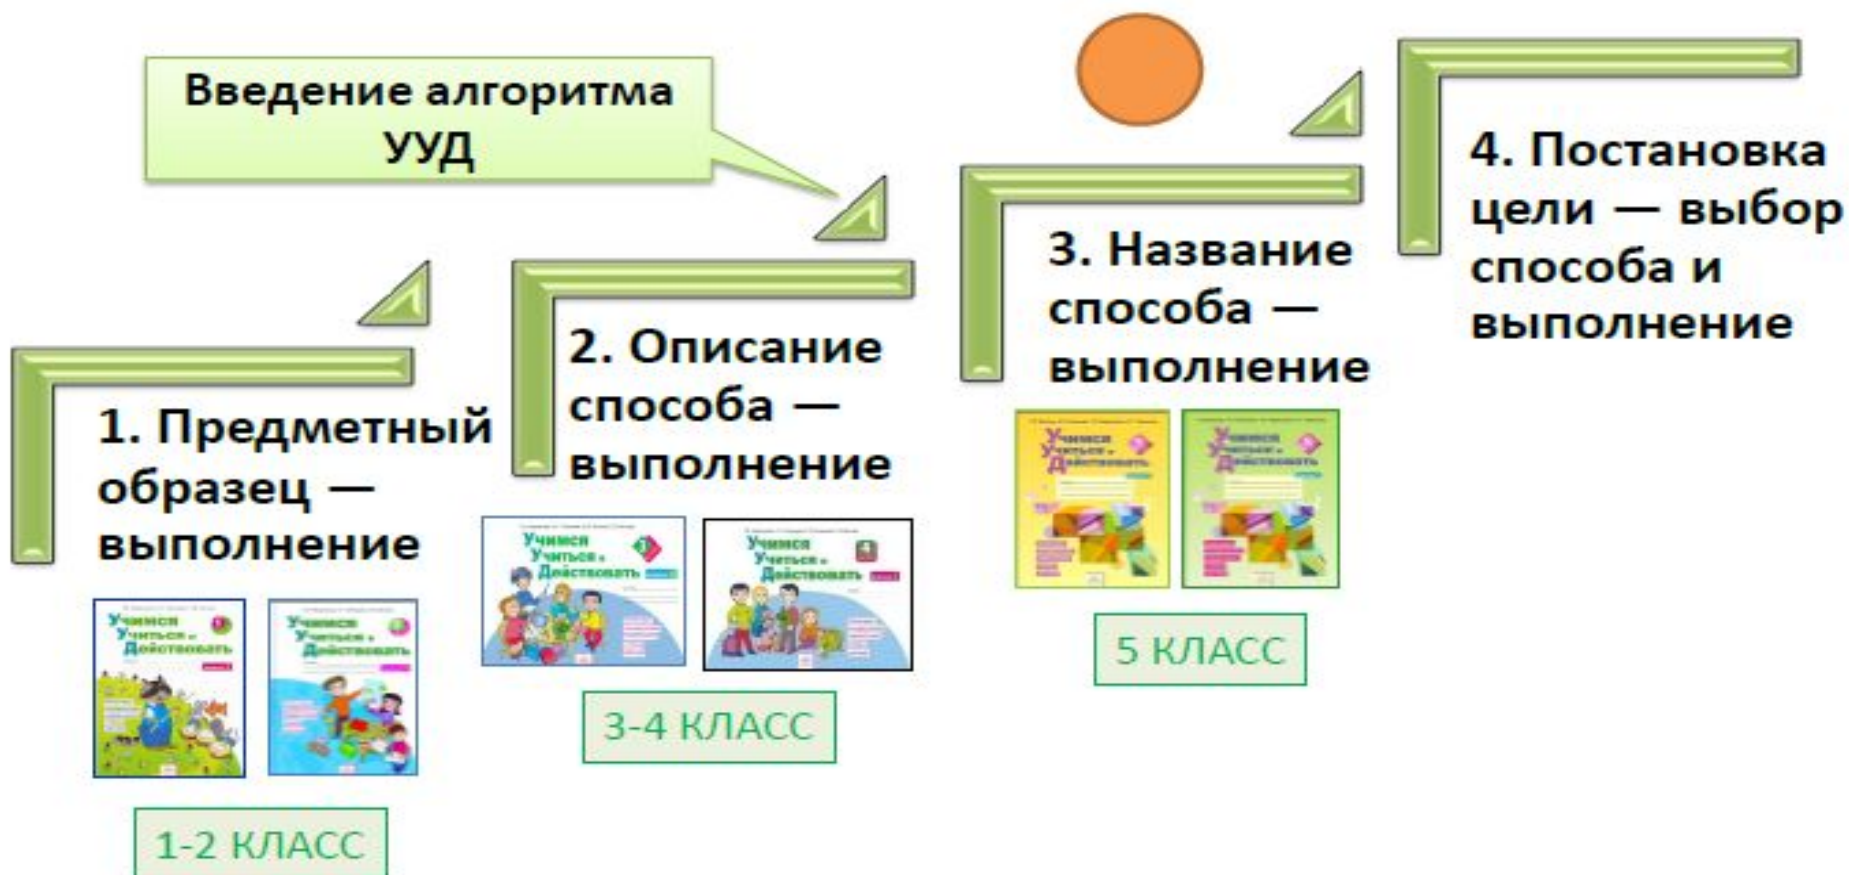 Введение алгоритма
УУД
1. Предметный
образец —
выполнение
Учимся
Учиться и
Действовать
Учимся
Учиться и
Действовать
1-2 КЛАСС
2. Описание
способа —
выполнение
Учимся
Учиться и
Действовать
Учимся
Учиться и
Действовать
3-4 КЛАСС
3. Название
способа —
выполнение
Учимся
Учиться и
Действовать
Учимся
Учиться и
Действовать
5 КЛАСС
4. Постановка
цели — выбор
способа и
выполнение